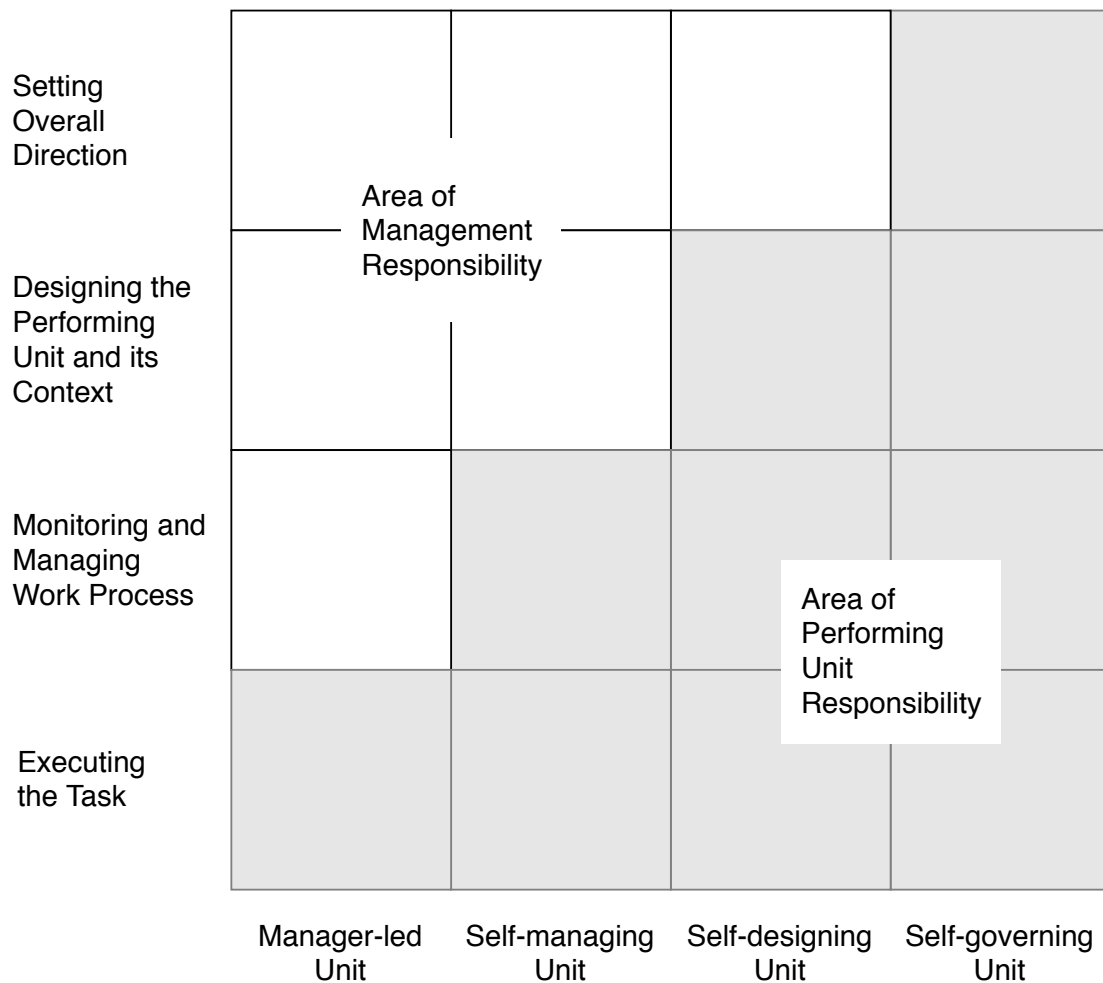 Setting
Overall
Direction
Area of
Management
Responsibility
Designing the
Performing
Unit and its
Context
Monitoring and
Managing
Work Process
Area of
Performing
Unit
Responsibility
Executing
the Task
Manager-led
Unit
Self-managing
Unit
Self-designing
Unit
Self-governing
Unit